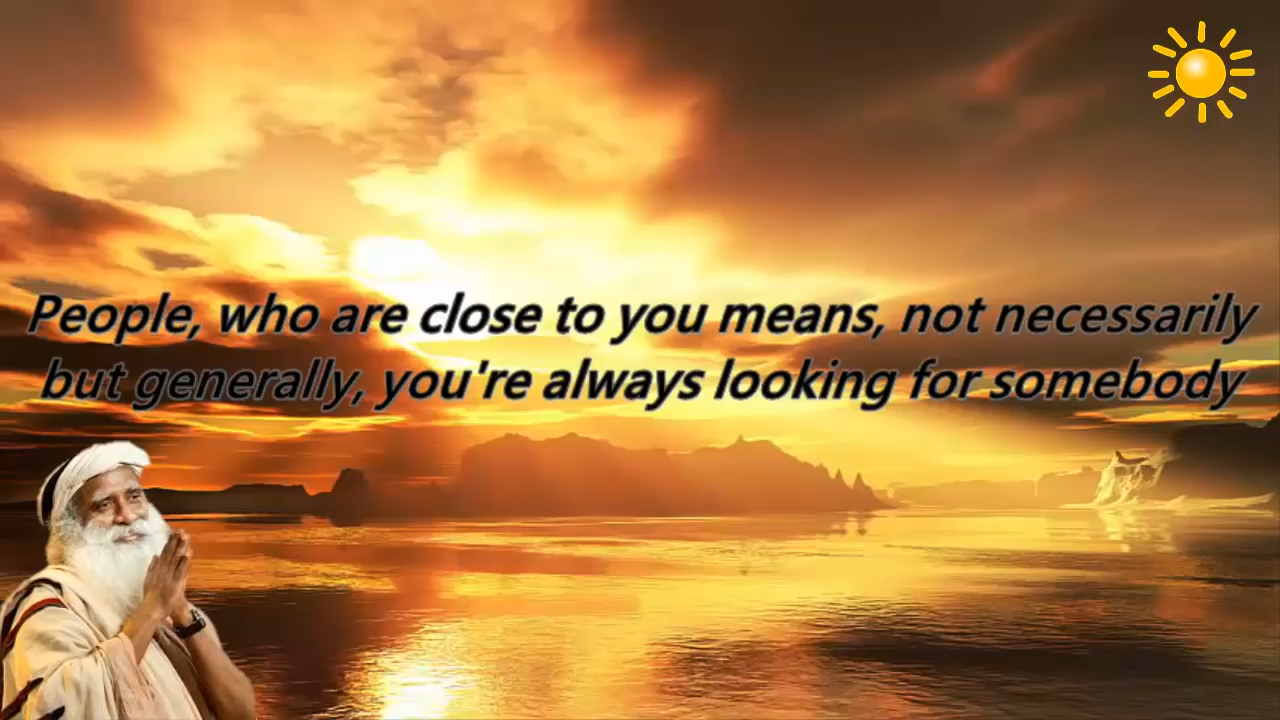 People, who are close to you means, not necessarily
but generally, you're always looking for somebody